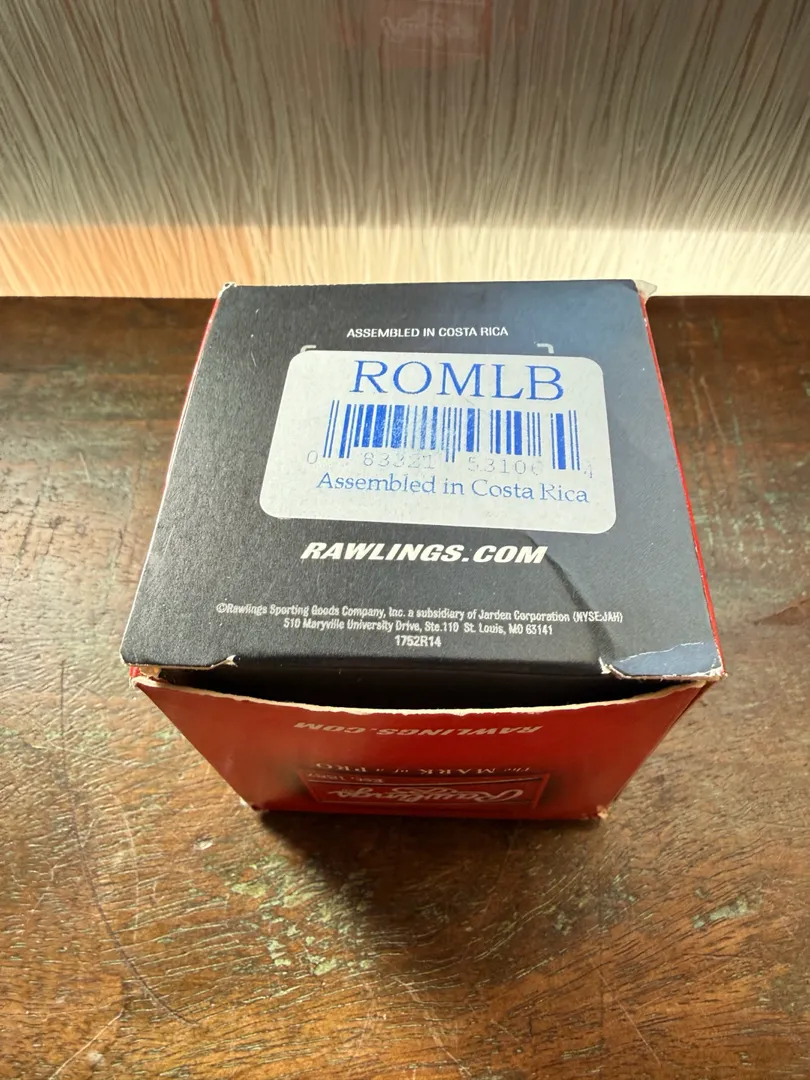 ASSEMBLED IN COSTA RICA
ROMLB
0 83321 53106 4
Assembled in Costa Rica
RAWLINGS.COM
©Rawlings Sporting Goods Company, Inc. a subsidiary of Jarden Corporation (NYSE:JAH)
510 Maryville University Drive, Ste.110 St. Louis, MO 63141
1752R14
RAWLINGS.COM
The MARK of a PRO
EST. 1887
Rawlings